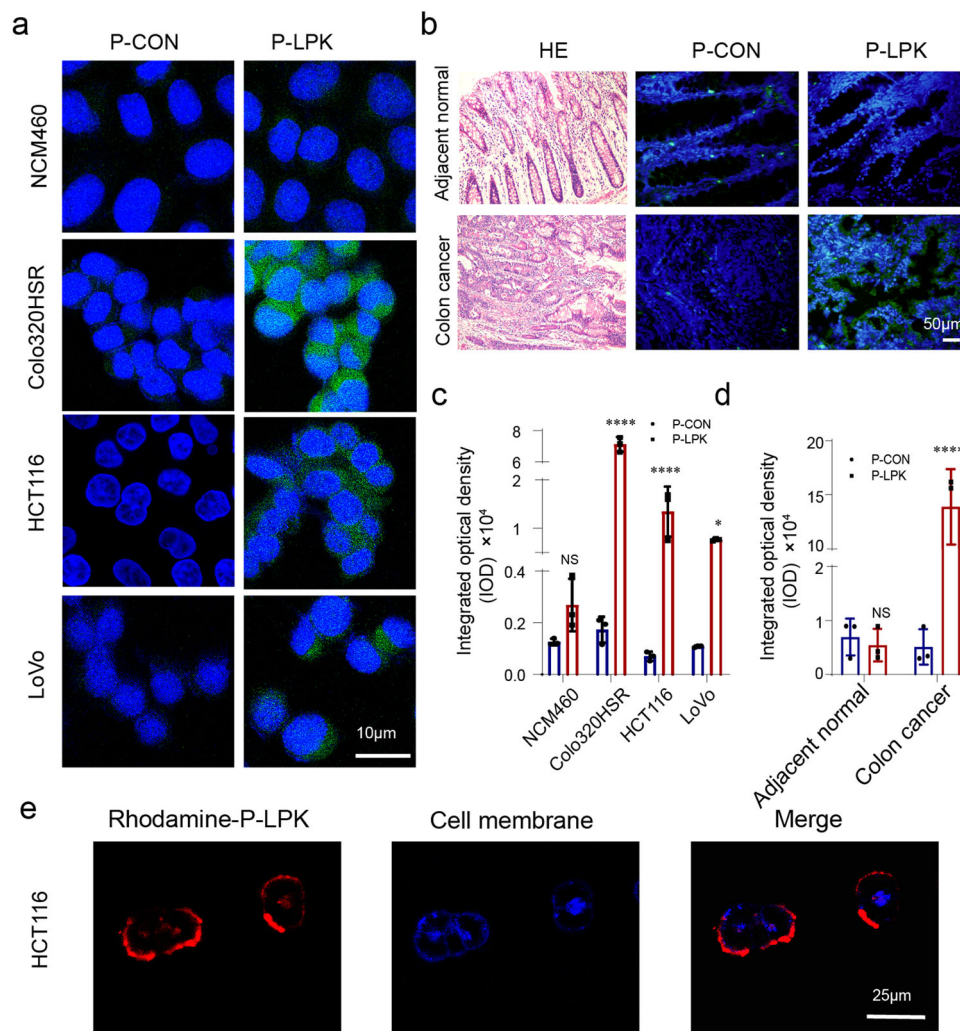 a
P-CON P-LPK
NCM460
Colo320HSR
HCT116
LoVo
10µm
b
HE P-CON P-LPK
Adjacent normal
Colon cancer
50µm
c
Integrated optical density
(IOD) ×10⁴
8
6
2
1
0.4
0.2
0.0
P-CON
P-LPK
NS
****
****
*
NCM460
Colo320HSR
HCT116
LoVo
d
Integrated optical density
(IOD) ×10⁴
20
15
10
2
1
0
P-CON
P-LPK
NS
****
Adjacent normal
Colon cancer
e
Rhodamine-P-LPK Cell membrane Merge
HCT116
25µm